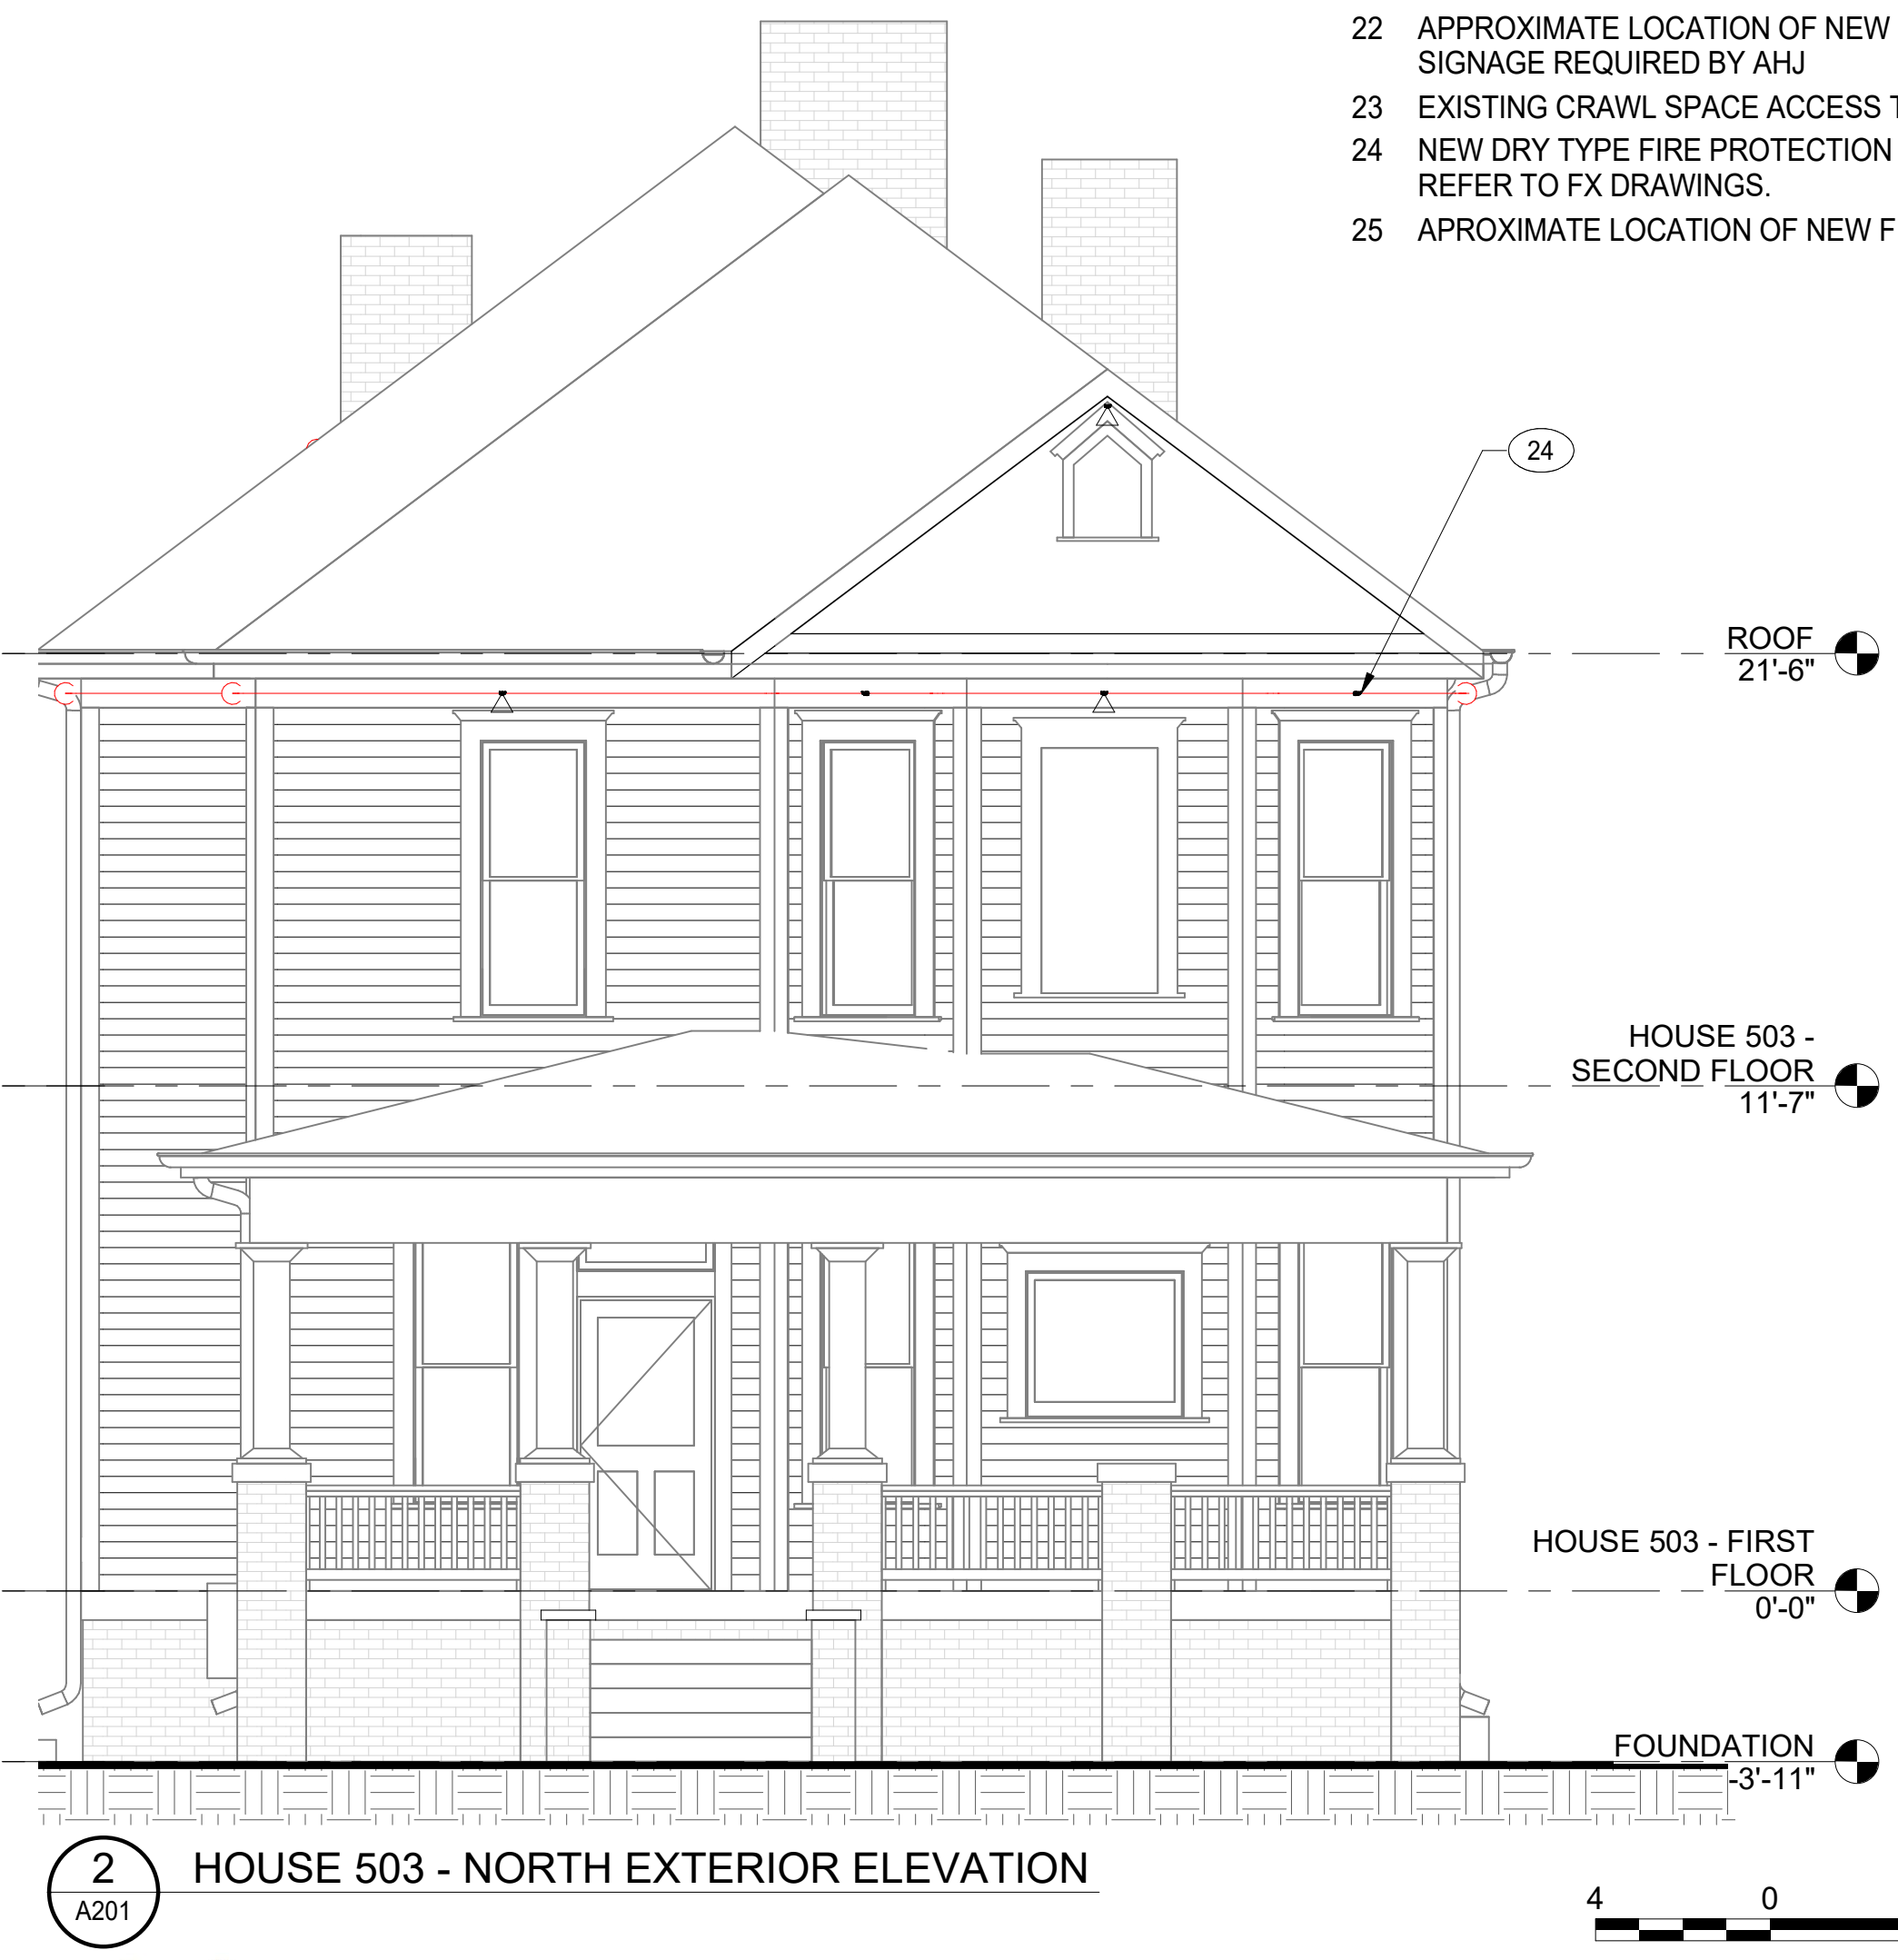 22 APPROXIMATE LOCATION OF NEW
SIGNAGE REQUIRED BY AHJ
23 EXISTING CRAWL SPACE ACCESS
24 NEW DRY TYPE FIRE PROTECTION
REFER TO FX DRAWINGS.
25 APROXIMATE LOCATION OF NEW
24
ROOF
21'-6"
HOUSE 503 -
SECOND FLOOR
11'-7"
HOUSE 503 - FIRST
FLOOR
0'-0"
FOUNDATION
-3'-11"
2
A201
HOUSE 503 - NORTH EXTERIOR ELEVATION
4 0